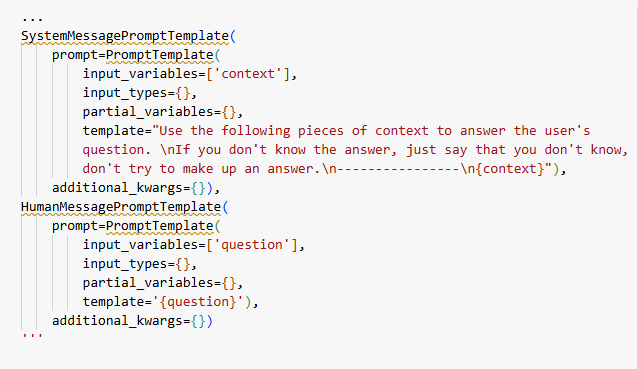 ...
SystemMessagePromptTemplate(
    prompt=PromptTemplate(
        input_variables=['context'],
        input_types={},
        partial_variables={},
        template="Use the following pieces of context to answer the user's
        question. \nIf you don't know the answer, just say that you don't know,
        don't try to make up an answer.\n----------------\n{context}"),
    additional_kwargs={}),
HumanMessagePromptTemplate(
    prompt=PromptTemplate(
        input_variables=['question'],
        input_types={},
        partial_variables={},
        template='{question}'),
    additional_kwargs={})
'''